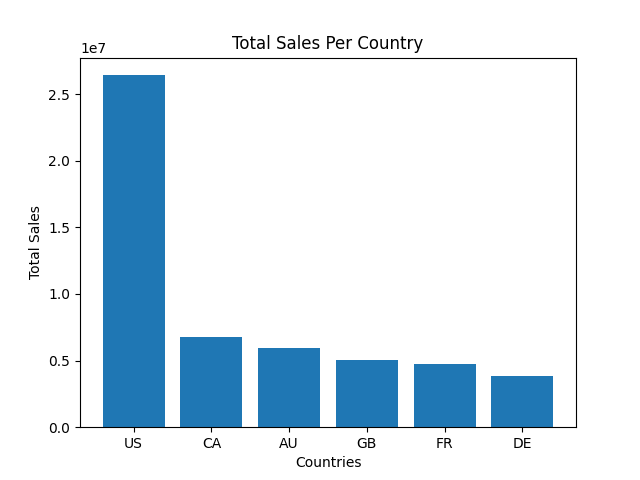 Total Sales Per Country
1e7
2.5
2.0
1.5
1.0
0.5
0.0
Total Sales
US CA AU GB FR DE
Countries